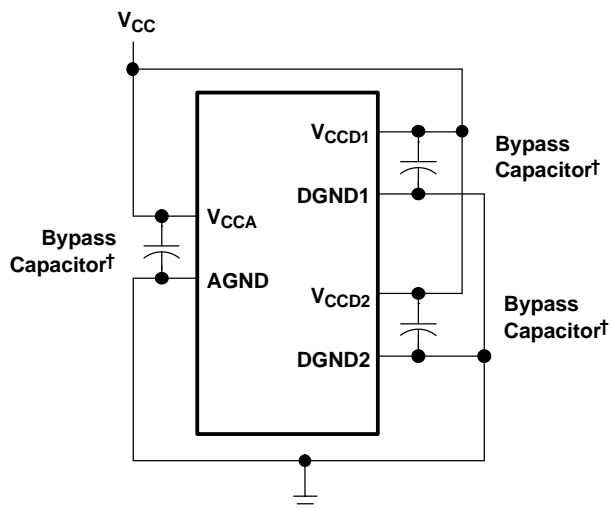 VCC
VCCD1
Bypass
Capacitor†
DGND1
VCCA
Bypass
Capacitor†
AGND
VCCD2
Bypass
Capacitor†
DGND2